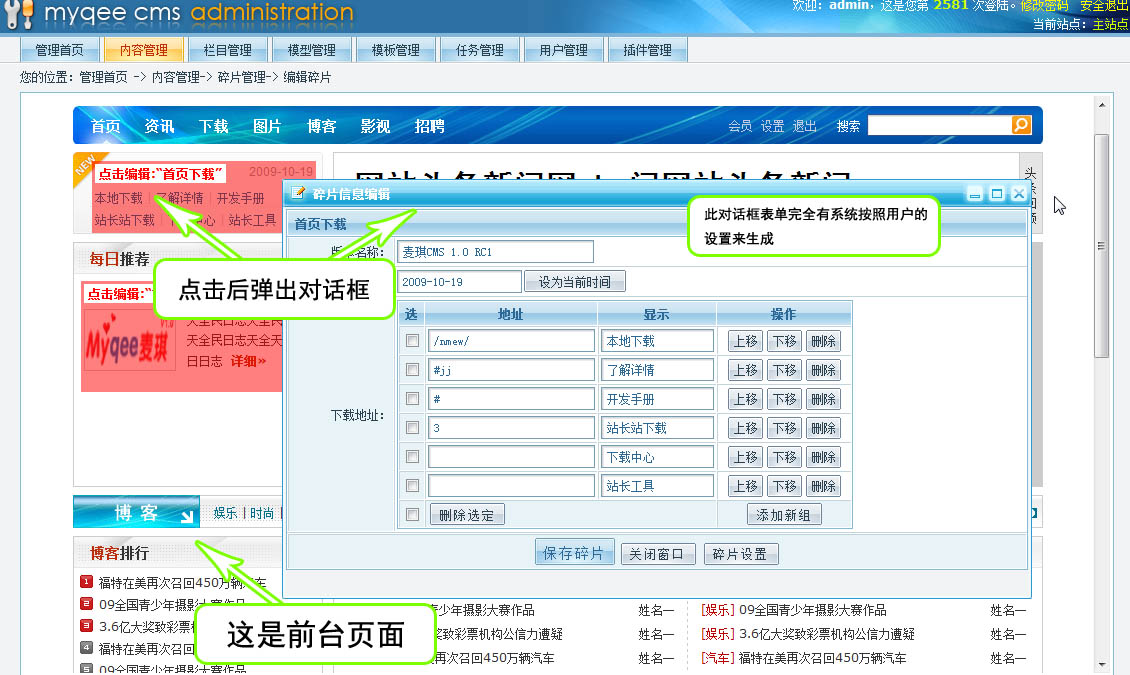 myqee cms administration
欢迎: admin, 这是您第 2581 次登陆。修改密码 安全退出
当前站点: 主站点
管理首页 内容管理 栏目管理 模型管理 模板管理 任务管理 用户管理 插件管理
您的位置: 管理首页 -> 内容管理-> 碎片管理-> 编辑碎片
首页 资讯 下载 图片 博客 影视 招聘
会员 设置 退出 搜索
NEW
点击编辑:“首页下载” 2009-10-19
本地下载 了解详情 开发手册
站长站下载 中心 站长工具
头
碎片信息编辑
首页下载
此对话框表单完全有系统按照用户的
设置来生成
名称: 麦琪CMS 1.0 RC1
2009-10-19 设为当前时间
每日推荐
点击后弹出对话框
点击编辑:“
Myqee麦琪
天全民日志天全民
天全民日志天全天
日日志 详细»
下载地址:
选 地址 显示 操作
/nmew/ 本地下载 上移 下移 删除
#jj 了解详情 上移 下移 删除
# 开发手册 上移 下移 删除
3 站长站下载 上移 下移 删除
下载中心 上移 下移 删除
站长工具 上移 下移 删除
删除选定 添加新组
保存碎片 关闭窗口 碎片设置
博客 娱乐 | 时尚
博客排行
1 福特在美再次召回450万辆汽车
2 09全国青少年摄影大赛作品
3 3.6亿大奖致彩票
4 福特在美再次召回
5 09全国青少年摄影大赛作品
这是前台页面
青少年摄影大赛作品 姓名一
大奖致彩票机构公信力遭疑 姓名一
美再次召回450万辆汽车 姓名一
[娱乐] 09全国青少年摄影大赛作品 姓名一
[娱乐] 3.6亿大奖致彩票机构公信力遭疑 姓名一
[汽车] 福特在美再次召回450万辆汽车 姓名一